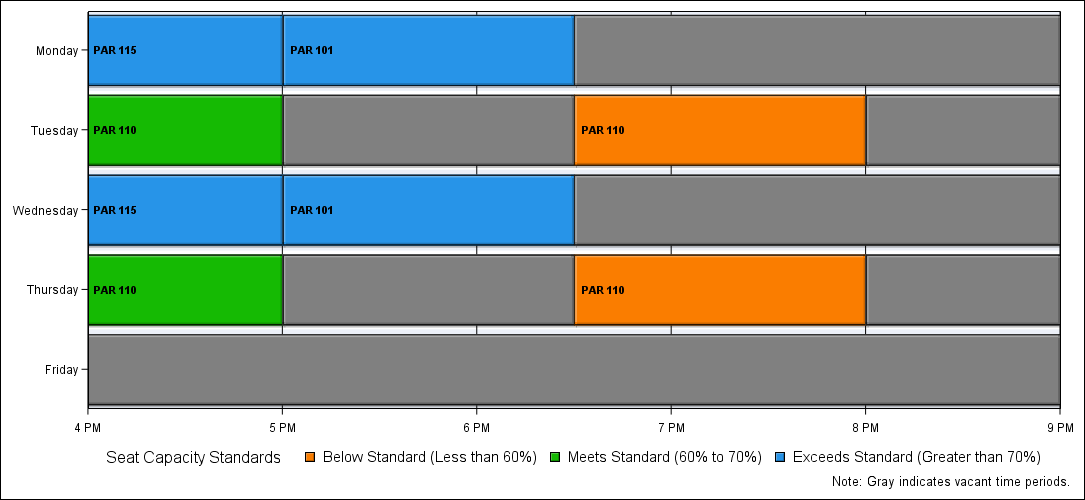 Monday PAR 115 PAR 101
Tuesday PAR 110 PAR 110
Wednesday PAR 115 PAR 101
Thursday PAR 110 PAR 110
Friday
4 PM 5 PM 6 PM 7 PM 8 PM 9 PM
Seat Capacity Standards Below Standard (Less than 60%) Meets Standard (60% to 70%) Exceeds Standard (Greater than 70%)
Note: Gray indicates vacant time periods.